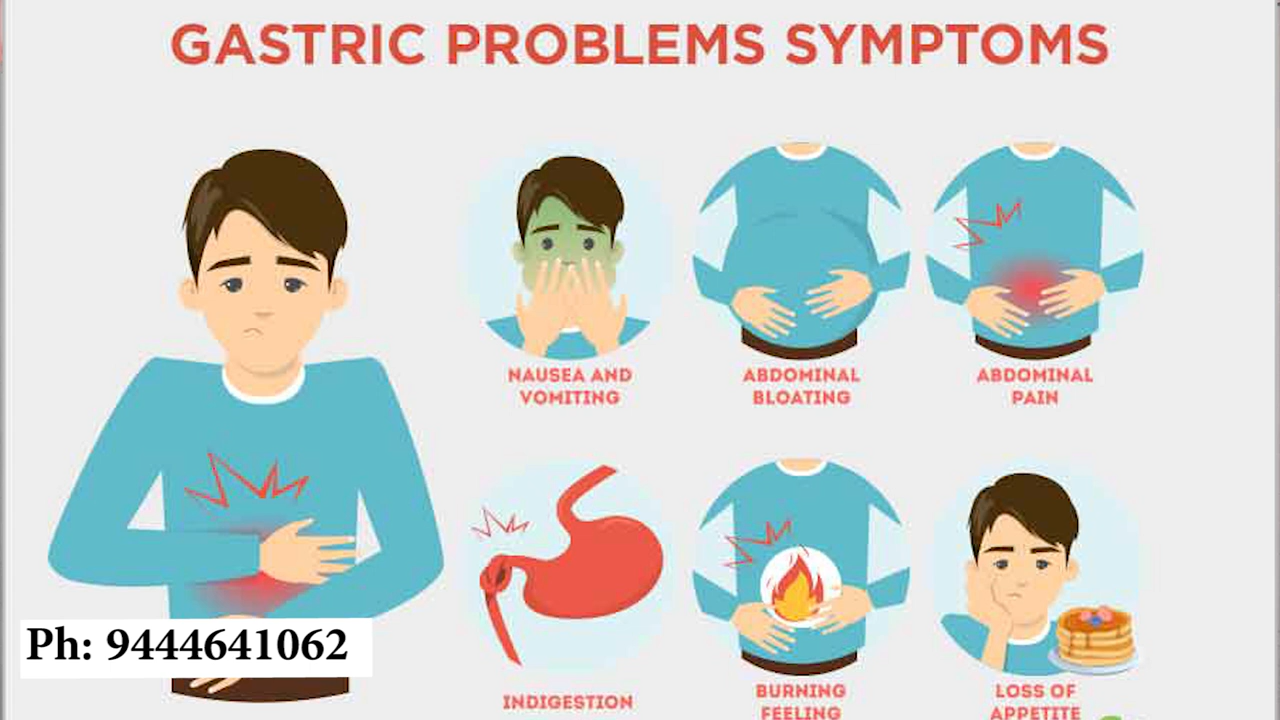 GASTRIC PROBLEMS SYMPTOMS
NAUSEA AND
VOMITING
ABDOMINAL
BLOATING
ABDOMINAL
PAIN
INDIGESTION
BURNING
FEELING
LOSS OF
APPETITE
Ph: 9444641062